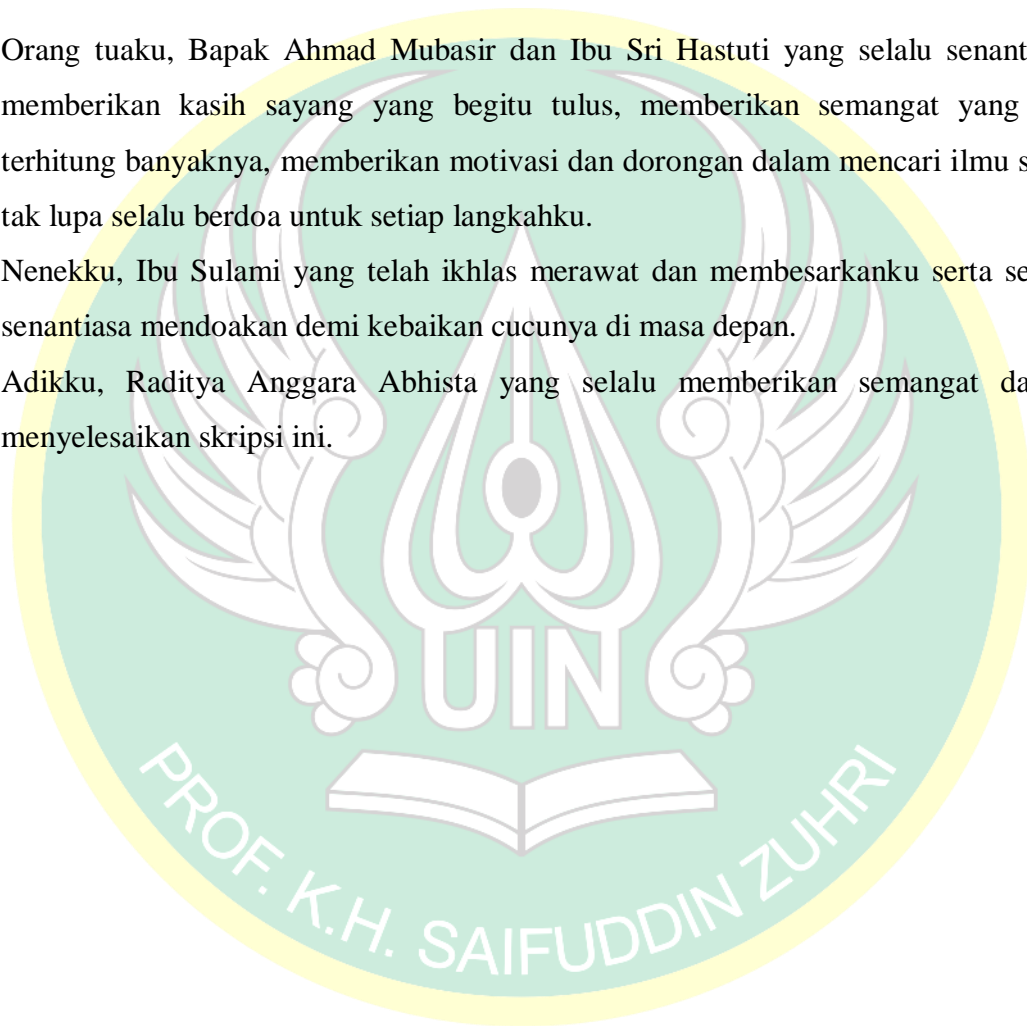 Orang tuaku, Bapak Ahmad Mubasir dan Ibu Sri Hastuti yang selalu senant
memberikan kasih sayang yang begitu tulus, memberikan semangat yang
terhitung banyaknya, memberikan motivasi dan dorongan dalam mencari ilmu s
tak lupa selalu berdoa untuk setiap langkahku.
Nenekku, Ibu Sulami yang telah ikhlas merawat dan membesarkanku serta se
senantiasa mendoakan demi kebaikan cucunya di masa depan.
Adikku, Raditya Anggara Abhista yang selalu memberikan semangat da
menyelesaikan skripsi ini.
UIN
PROF. K.H. SAIFUDDIN ZUHRI